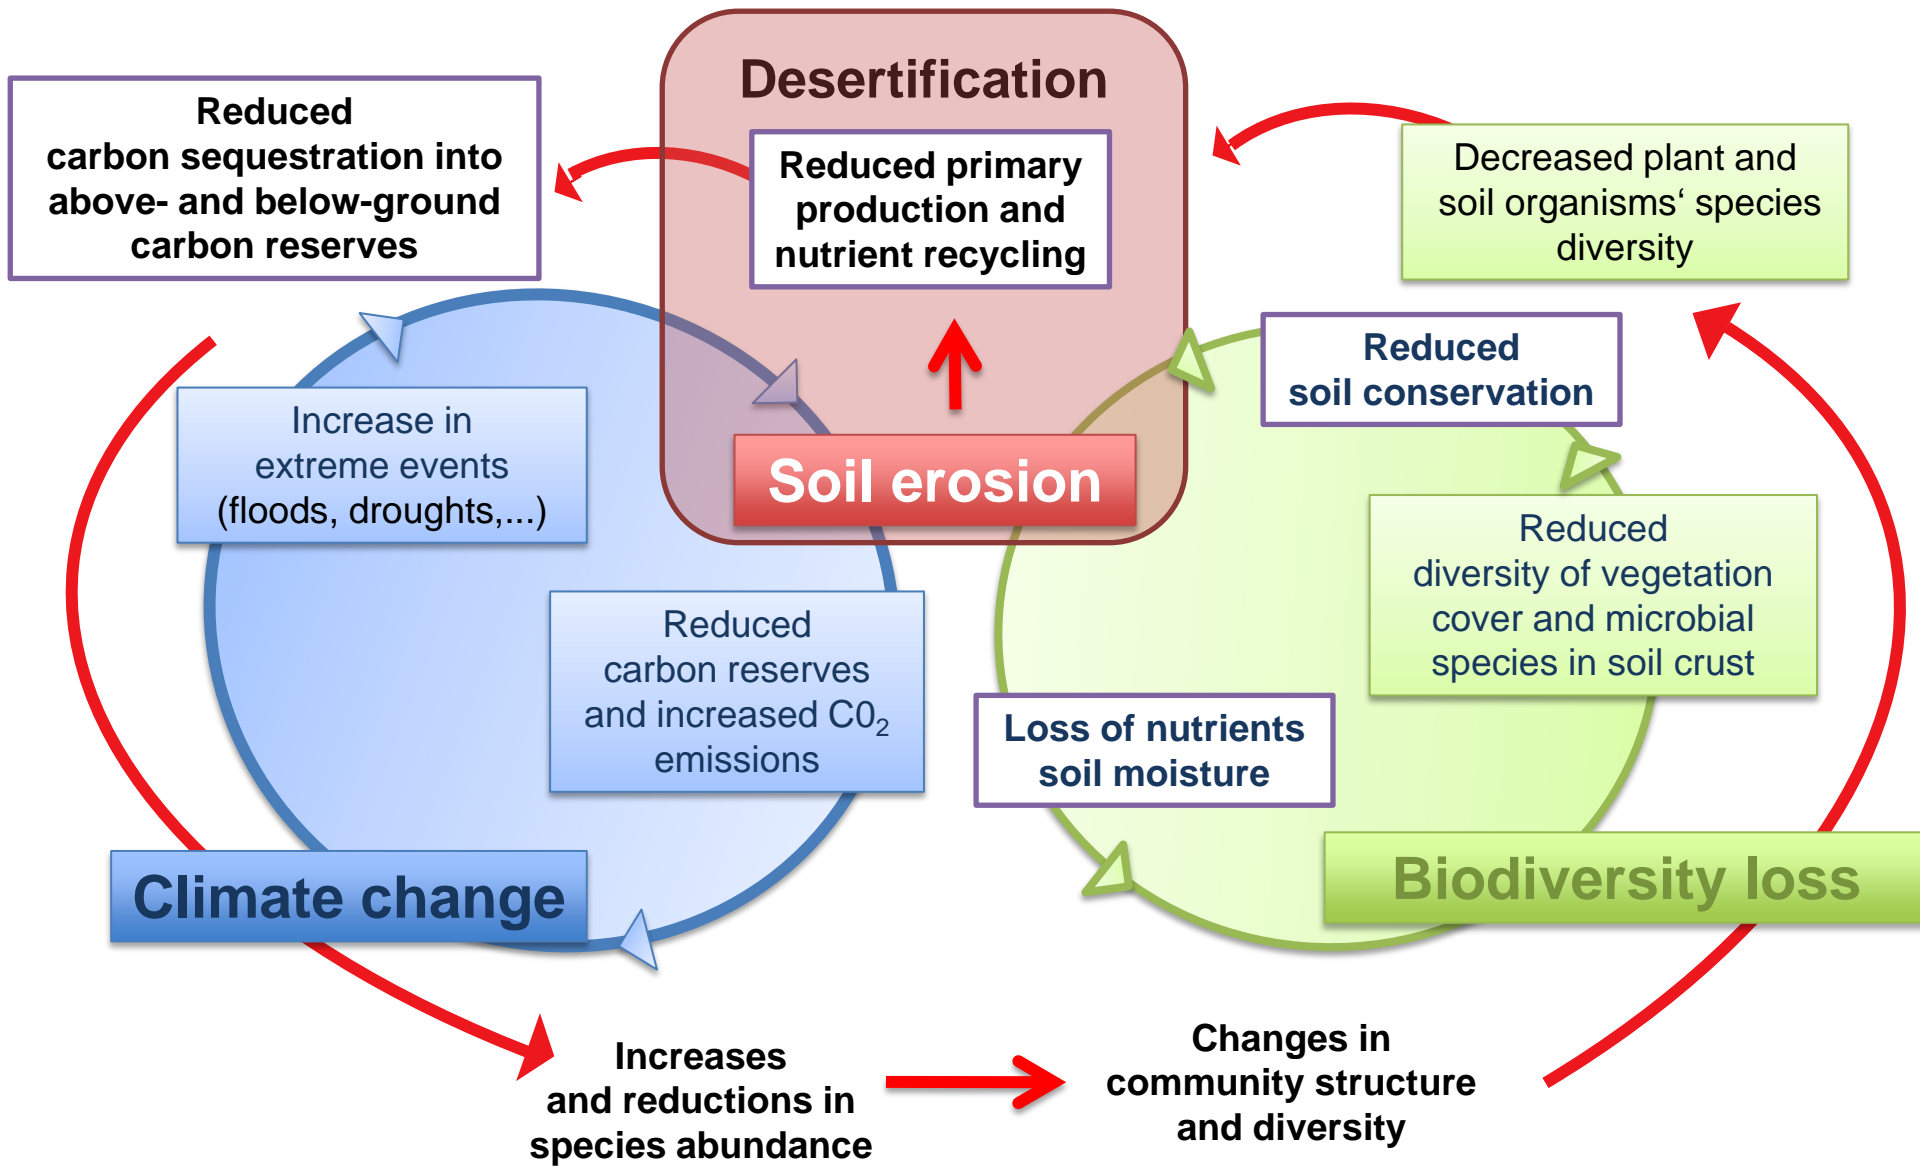 Desertification
Reduced
carbon sequestration into
above- and below-ground
carbon reserves
Reduced primary
production and
nutrient recycling
Decreased plant and
soil organisms‘ species
diversity
Reduced
soil conservation
Increase in
extreme events
(floods, droughts,...)
Soil erosion
Reduced
diversity of vegetation
cover and microbial
species in soil crust
Reduced
carbon reserves
and increased C0₂
emissions
Loss of nutrients
soil moisture
Climate change
Biodiversity loss
Increases
and reductions in
species abundance
Changes in
community structure
and diversity